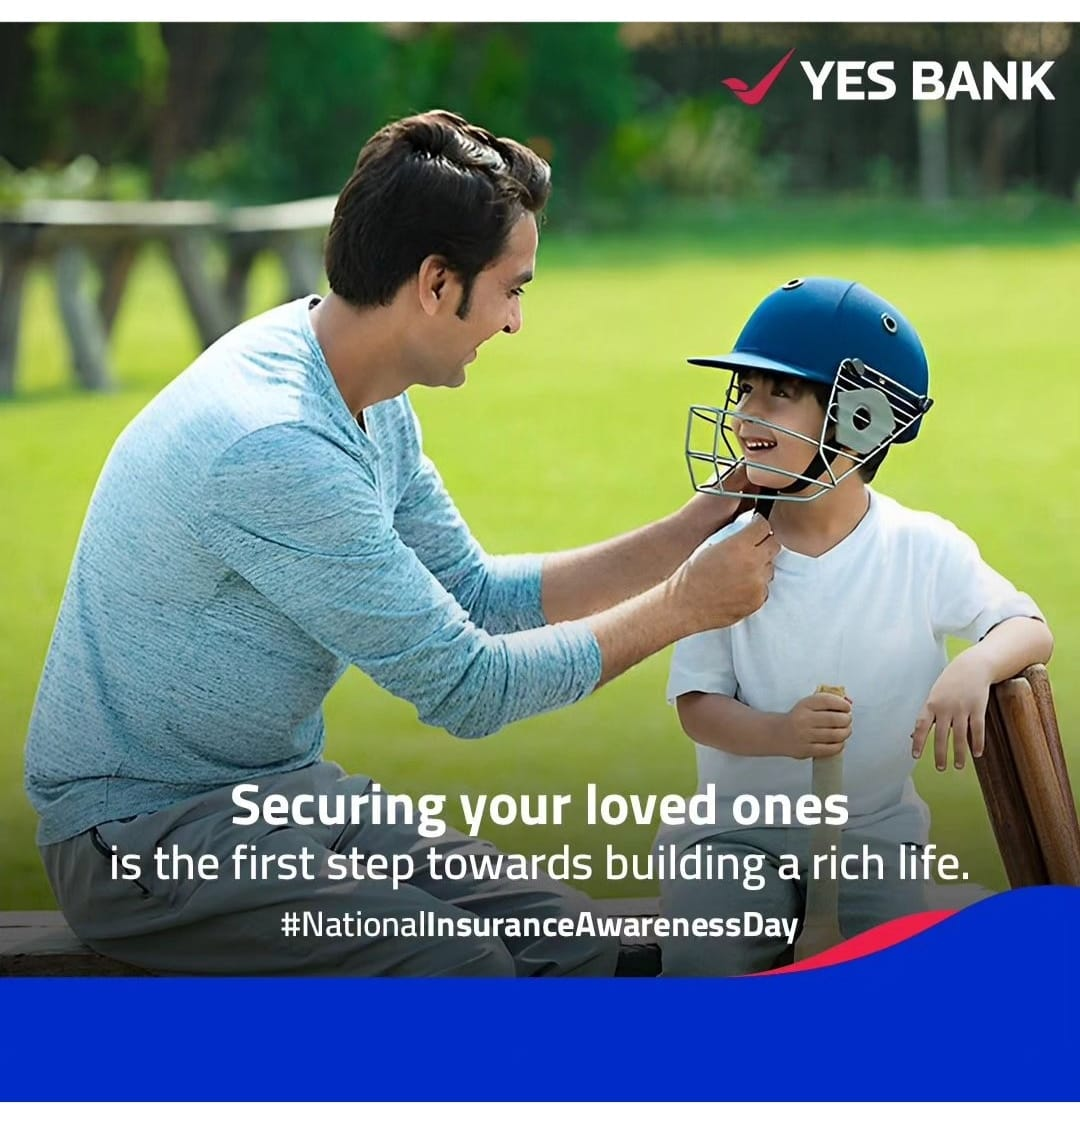 YES BANK
Securing your loved ones
is the first step towards building a rich life.
#NationalInsuranceAwarenessDay